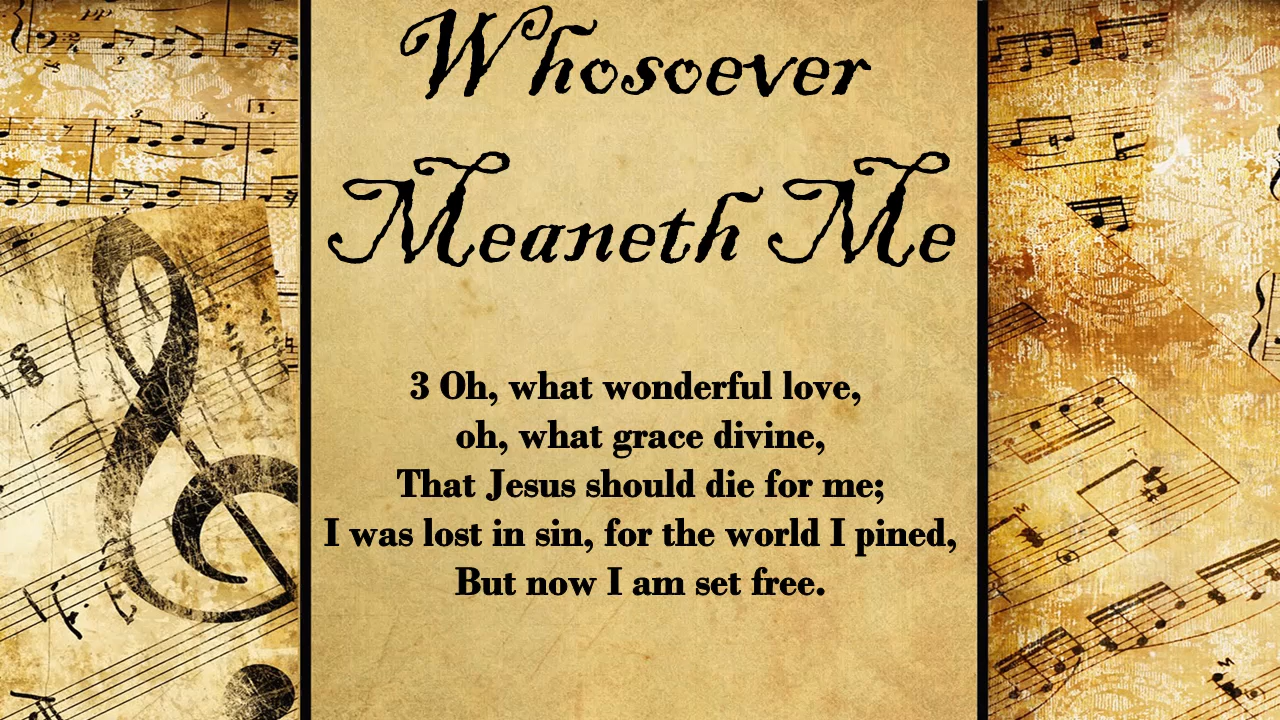 Whosoever
Meaneth Me
3 Oh, what wonderful love,
oh, what grace divine,
That Jesus should die for me;
I was lost in sin, for the world I pined,
But now I am set free.